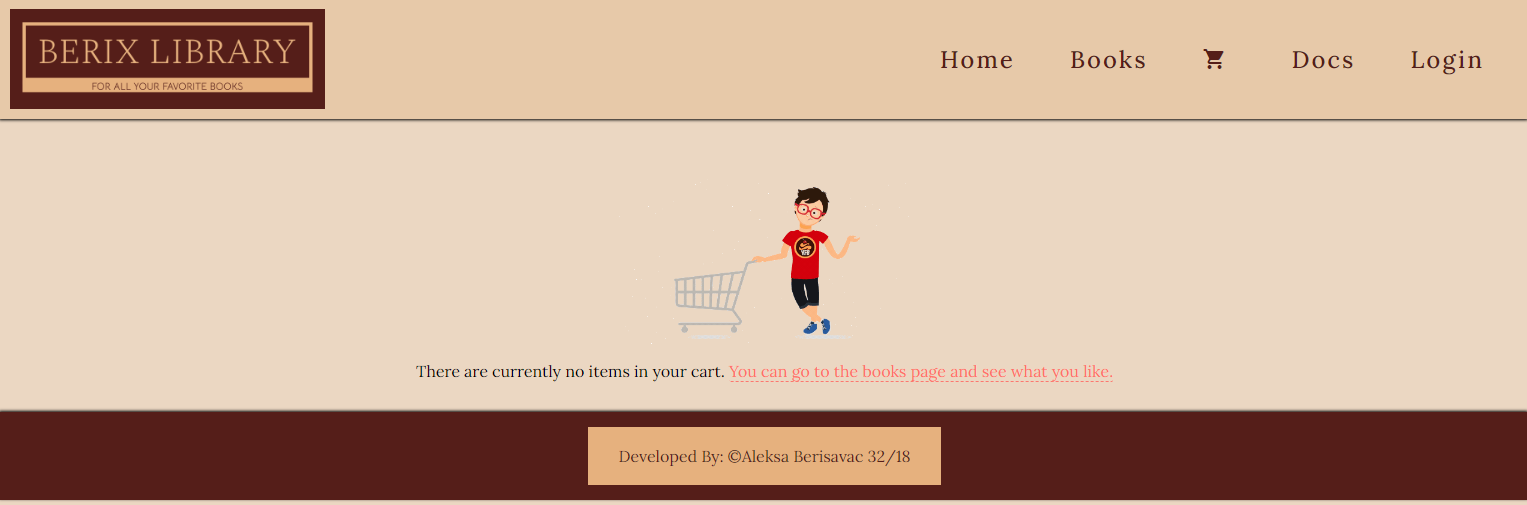 BERIX LIBRARY
FOR ALL YOUR FAVORITE BOOKS
Home Books Docs Login
There are currently no items in your cart. You can go to the books page and see what you like.
Developed By: ©Aleksa Berisavac 32/18